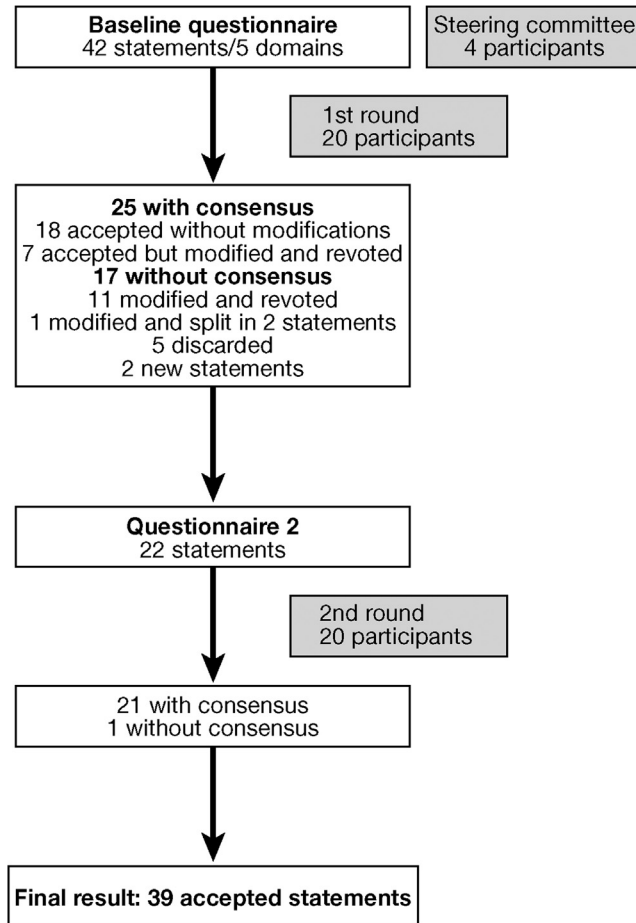 Baseline questionnaire
42 statements/5 domains
Steering committee
4 participants
1st round
20 participants
25 with consensus
18 accepted without modifications
7 accepted but modified and revoted
17 without consensus
11 modified and revoted
1 modified and split in 2 statements
5 discarded
2 new statements
Questionnaire 2
22 statements
2nd round
20 participants
21 with consensus
1 without consensus
Final result: 39 accepted statements